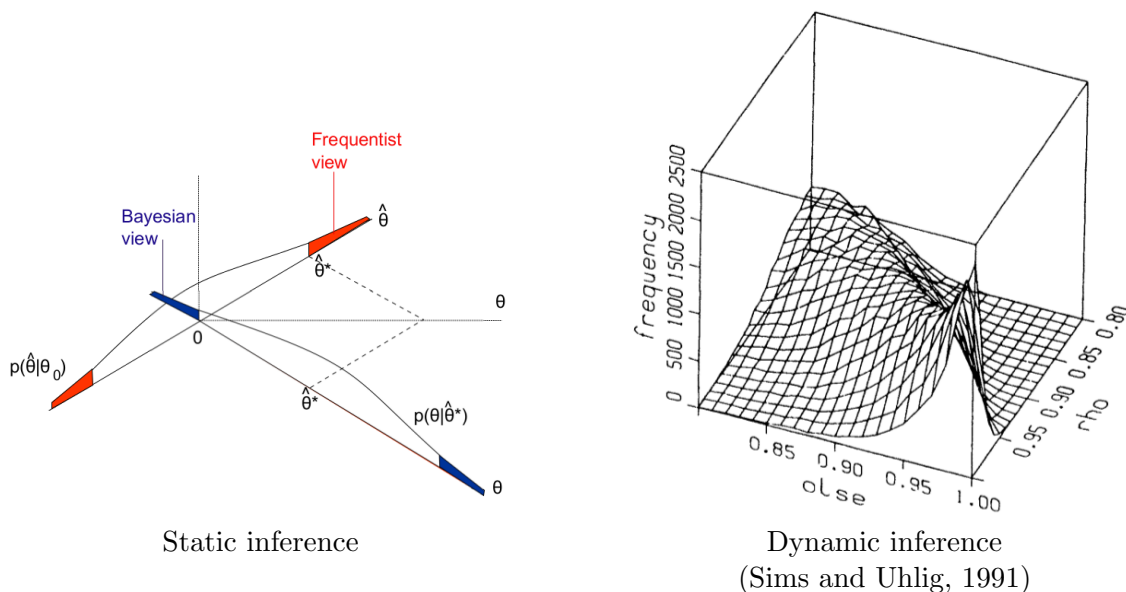 Frequentist
view
Bayesian
view
θ̂
θ̂*
θ
0
p(θ̂|θ₀)
θ̂*
p(θ|θ̂*)
θ
Static inference
frequency
2500
2000
1500
1000
500
0
0.85
0.90
0.95
1.00
olse
0.95
0.90
0.85
0.80
rho
Dynamic inference
(Sims and Uhlig, 1991)